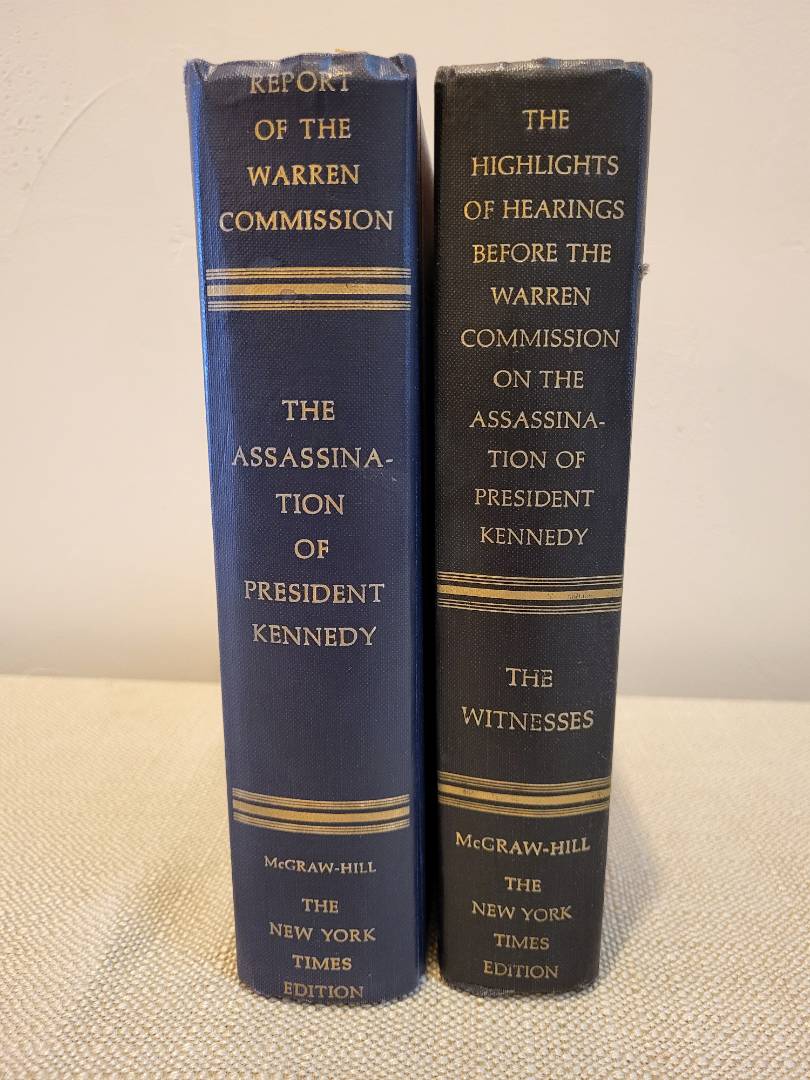 REPORT
OF THE
WARREN
COMMISSION
THE
ASSASSINA-
TION
OF
PRESIDENT
KENNEDY
McGRAW-HILL
THE
NEW YORK
TIMES
EDITION
THE
HIGHLIGHTS
OF HEARINGS
BEFORE THE
WARREN
COMMISSION
ON THE
ASSASSINA-
TION OF
PRESIDENT
KENNEDY
THE
WITNESSES
McGRAW-HILL
THE
NEW YORK
TIMES
EDITION